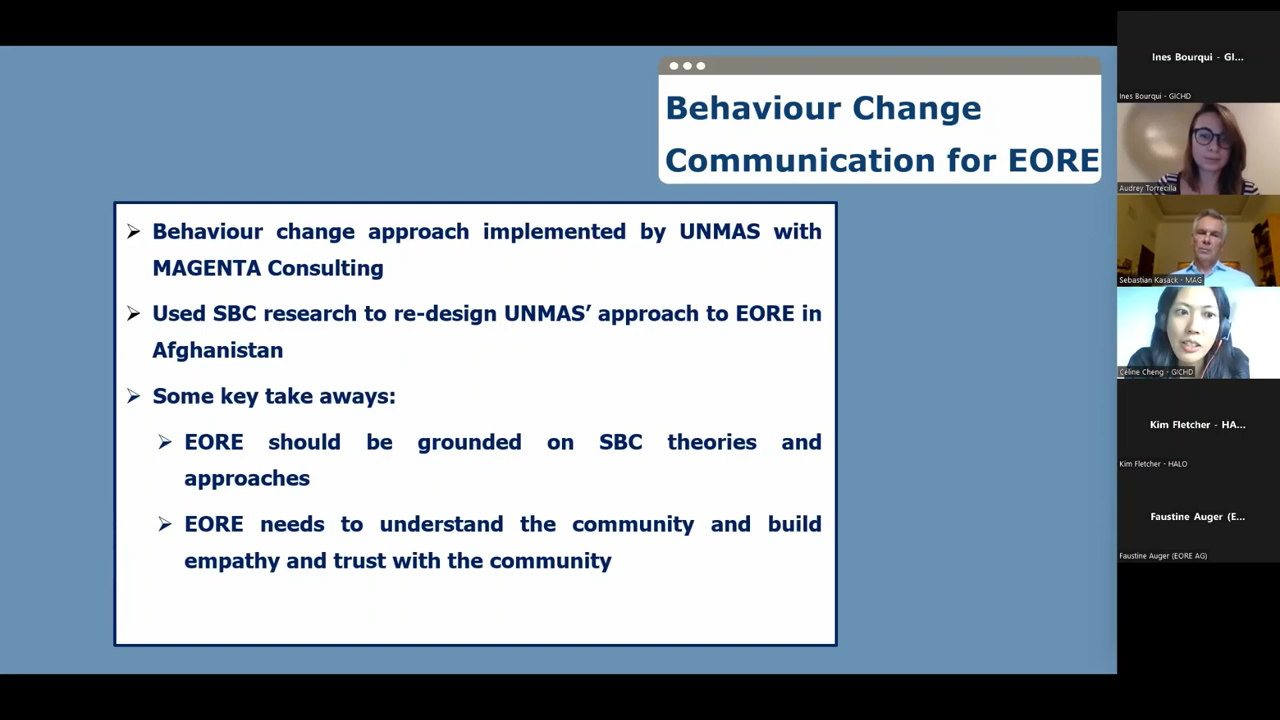 Behaviour Change
Communication for EORE
Behaviour change approach implemented by UNMAS with
MAGENTA Consulting
Used SBC research to re-design UNMAS’ approach to EORE in
Afghanistan
Some key take aways:
EORE should be grounded on SBC theories and
approaches
EORE needs to understand the community and build
empathy and trust with the community
Ines Bourqui - GI...
Ines Bourqui - GICHD
Audrey Torrecilla
Sebastian Kasack - MAG
Céline Cheng - GICHD
Kim Fletcher - HA...
Kim Fletcher - HALO
Faustine Auger (E...
Faustine Auger (EORE AG)